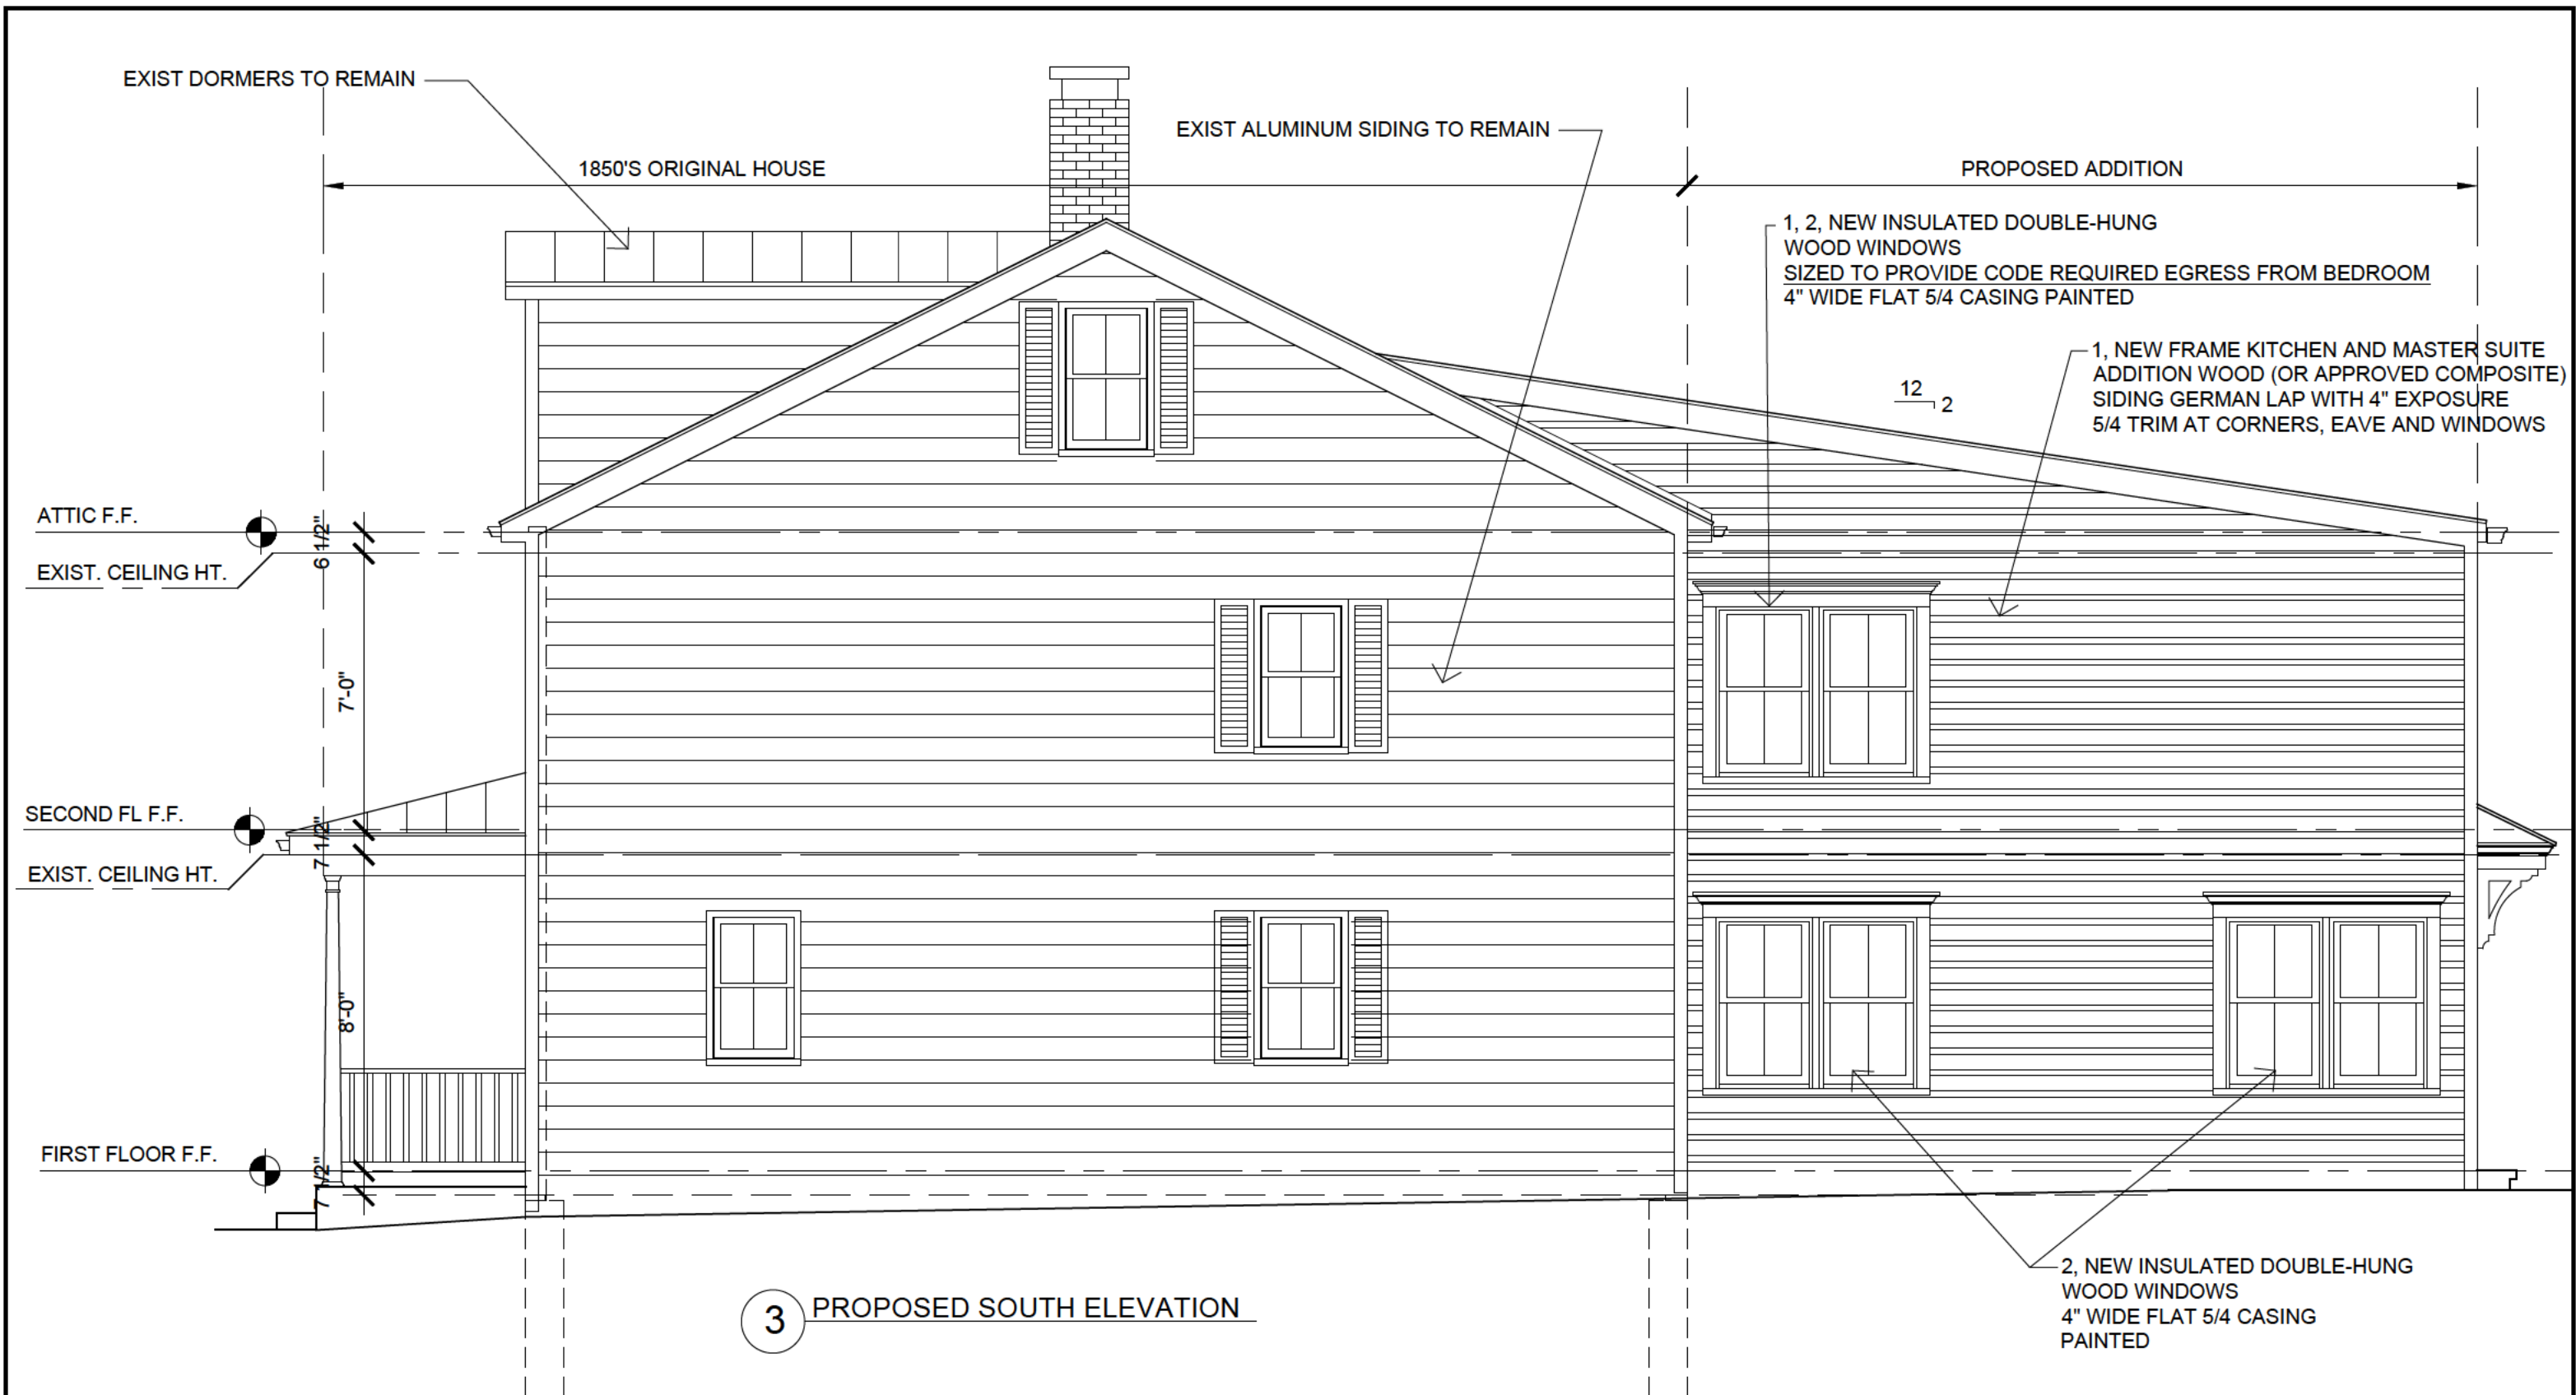 EXIST DORMERS TO REMAIN
EXIST ALUMINUM SIDING TO REMAIN
1850'S ORIGINAL HOUSE
PROPOSED ADDITION
1, 2, NEW INSULATED DOUBLE-HUNG
WOOD WINDOWS
SIZED TO PROVIDE CODE REQUIRED EGRESS FROM BEDROOM
4" WIDE FLAT 5/4 CASING PAINTED
1, NEW FRAME KITCHEN AND MASTER SUITE
ADDITION WOOD (OR APPROVED COMPOSITE)
SIDING GERMAN LAP WITH 4" EXPOSURE
5/4 TRIM AT CORNERS, EAVE AND WINDOWS
12
2
ATTIC F.F.
6 1/2"
EXIST. CEILING HT.
7'-0"
SECOND FL F.F.
7 1/2"
EXIST. CEILING HT.
8'-0"
FIRST FLOOR F.F.
7 1/2"
2, NEW INSULATED DOUBLE-HUNG
WOOD WINDOWS
4" WIDE FLAT 5/4 CASING
PAINTED
3 PROPOSED SOUTH ELEVATION